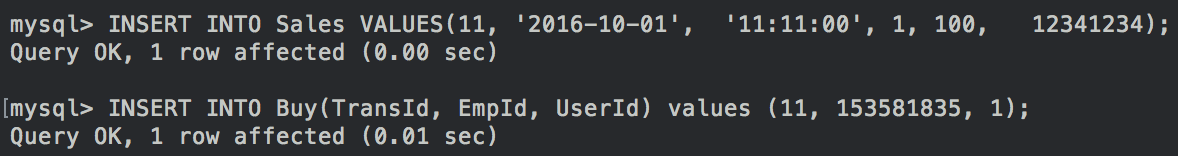 mysql> INSERT INTO Sales VALUES(11, '2016-10-01',  '11:11:00', 1, 100,   12341234);
Query OK, 1 row affected (0.00 sec)
[mysql> INSERT INTO Buy(TransId, EmpId, UserId) values (11, 153581835, 1);
Query OK, 1 row affected (0.01 sec)